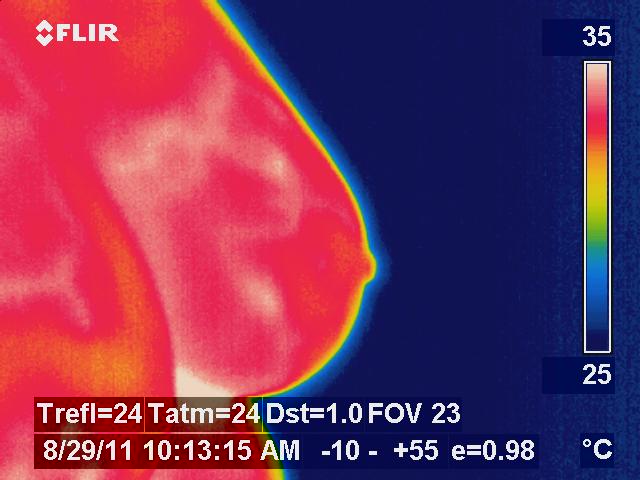 FLIR
35
25
Trefl=24 Tatm=24 Dst=1.0 FOV 23
8/29/11 10:13:15 AM -10 - +55 e=0.98 °C